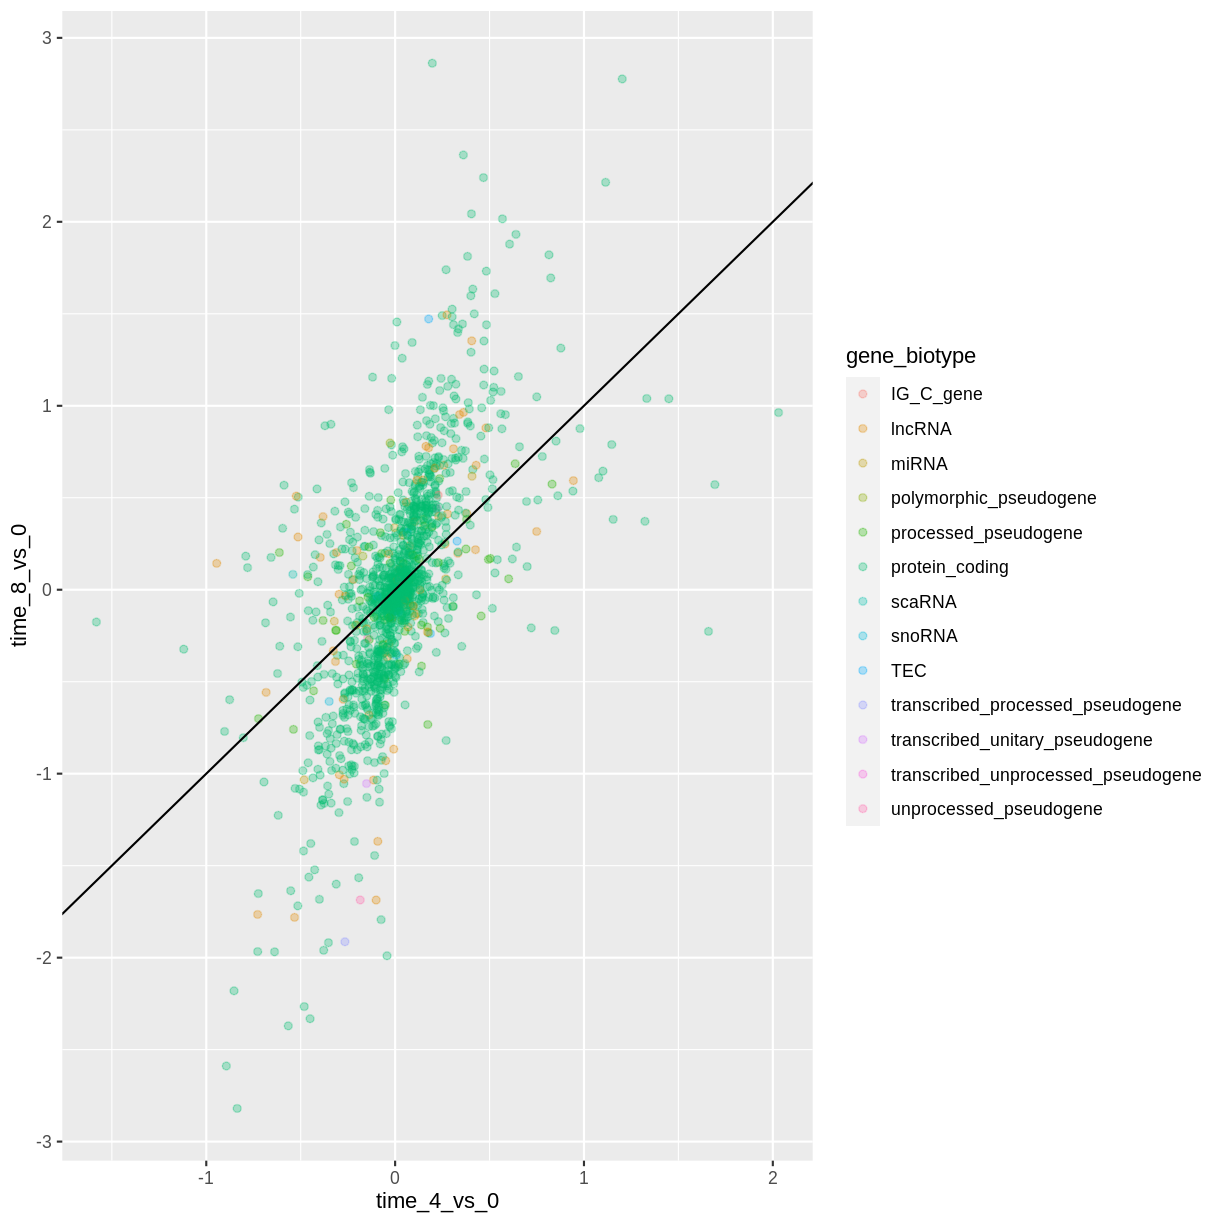 3
2
1
0
-1
-2
-3
time_8_vs_0
-1
0
1
2
time_4_vs_0
gene_biotype
IG_C_gene
lncRNA
miRNA
polymorphic_pseudogene
processed_pseudogene
protein_coding
scaRNA
snoRNA
TEC
transcribed_processed_pseudogene
transcribed_unitary_pseudogene
transcribed_unprocessed_pseudogene
unprocessed_pseudogene